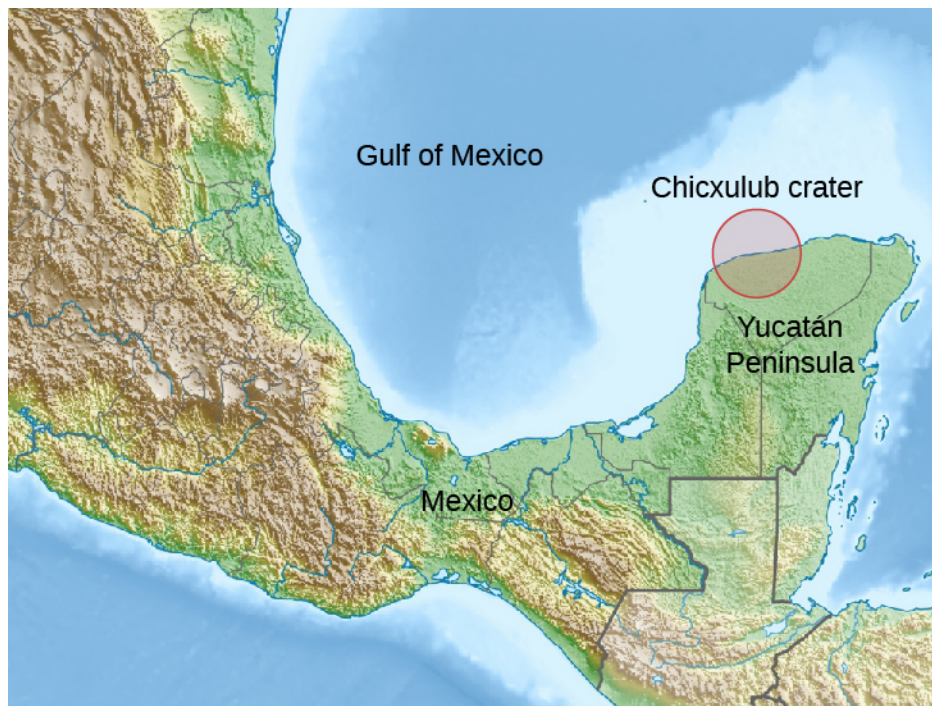 Gulf of Mexico
Chicxulub crater
Yucatán
Peninsula
Mexico